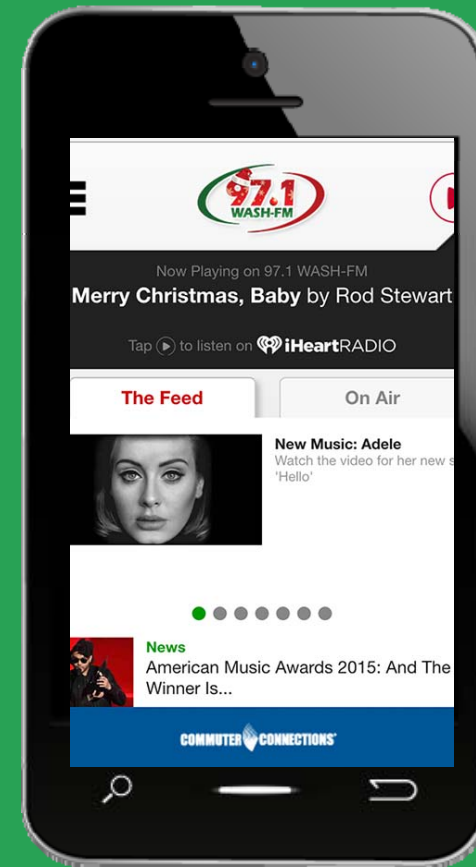 97.1
WASH-FM
Now Playing on 97.1 WASH-FM
Merry Christmas, Baby by Rod Stewart
Tap to listen on iHeartRADIO
The Feed
On Air
New Music: Adele
Watch the video for her new s
'Hello'
News
American Music Awards 2015: And The
Winner Is...
COMMUTER CONNECTIONS